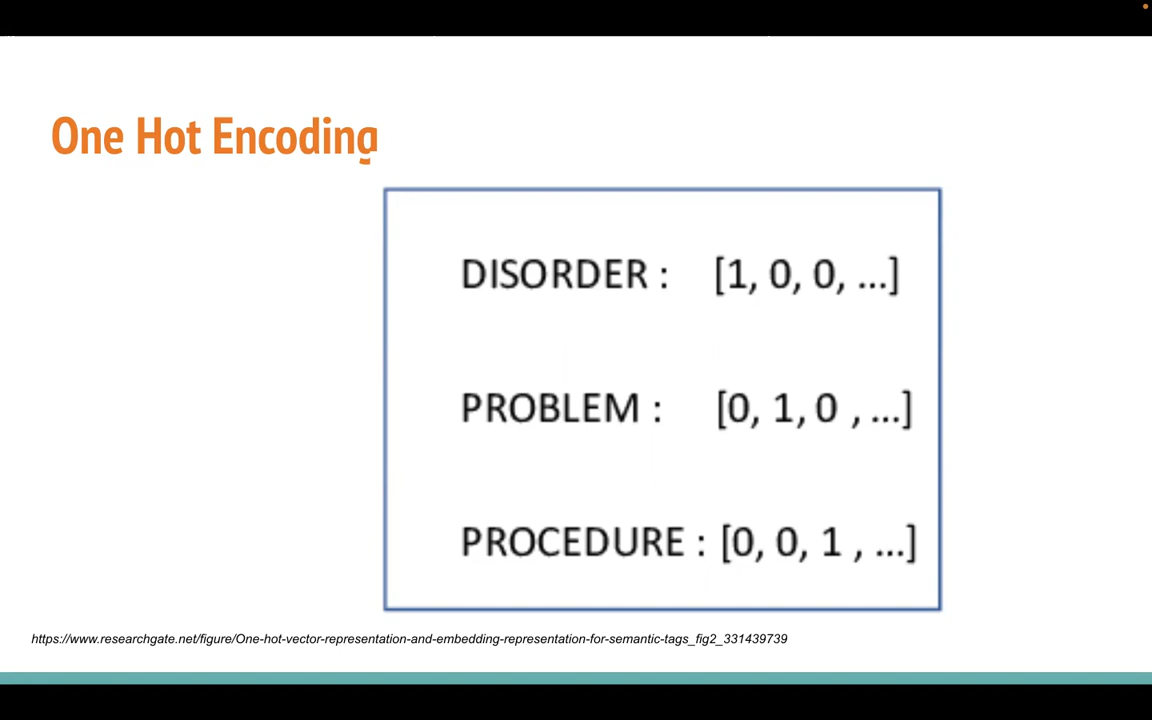 One Hot Encoding
DISORDER : [1, 0, 0, ...]
PROBLEM : [0, 1, 0 , ...]
PROCEDURE : [0, 0, 1 , ...]
https://www.researchgate.net/figure/One-hot-vector-representation-and-embedding-representation-for-semantic-tags_fig2_331439739